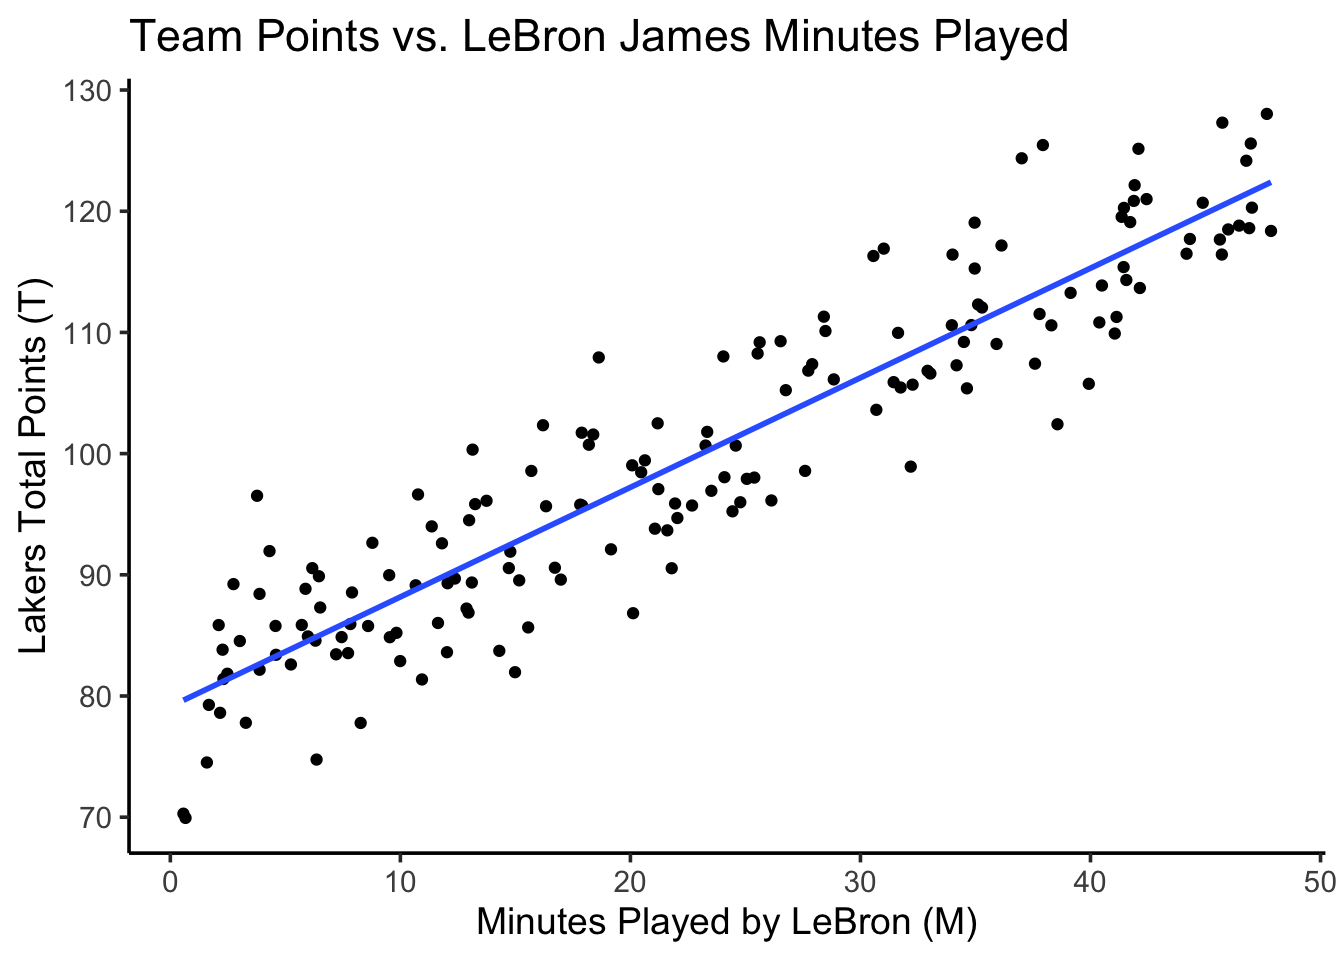 Team Points vs. LeBron James Minutes Played
Lakers Total Points (T)
130
120
110
100
90
80
70
0 10 20 30 40 50
Minutes Played by LeBron (M)